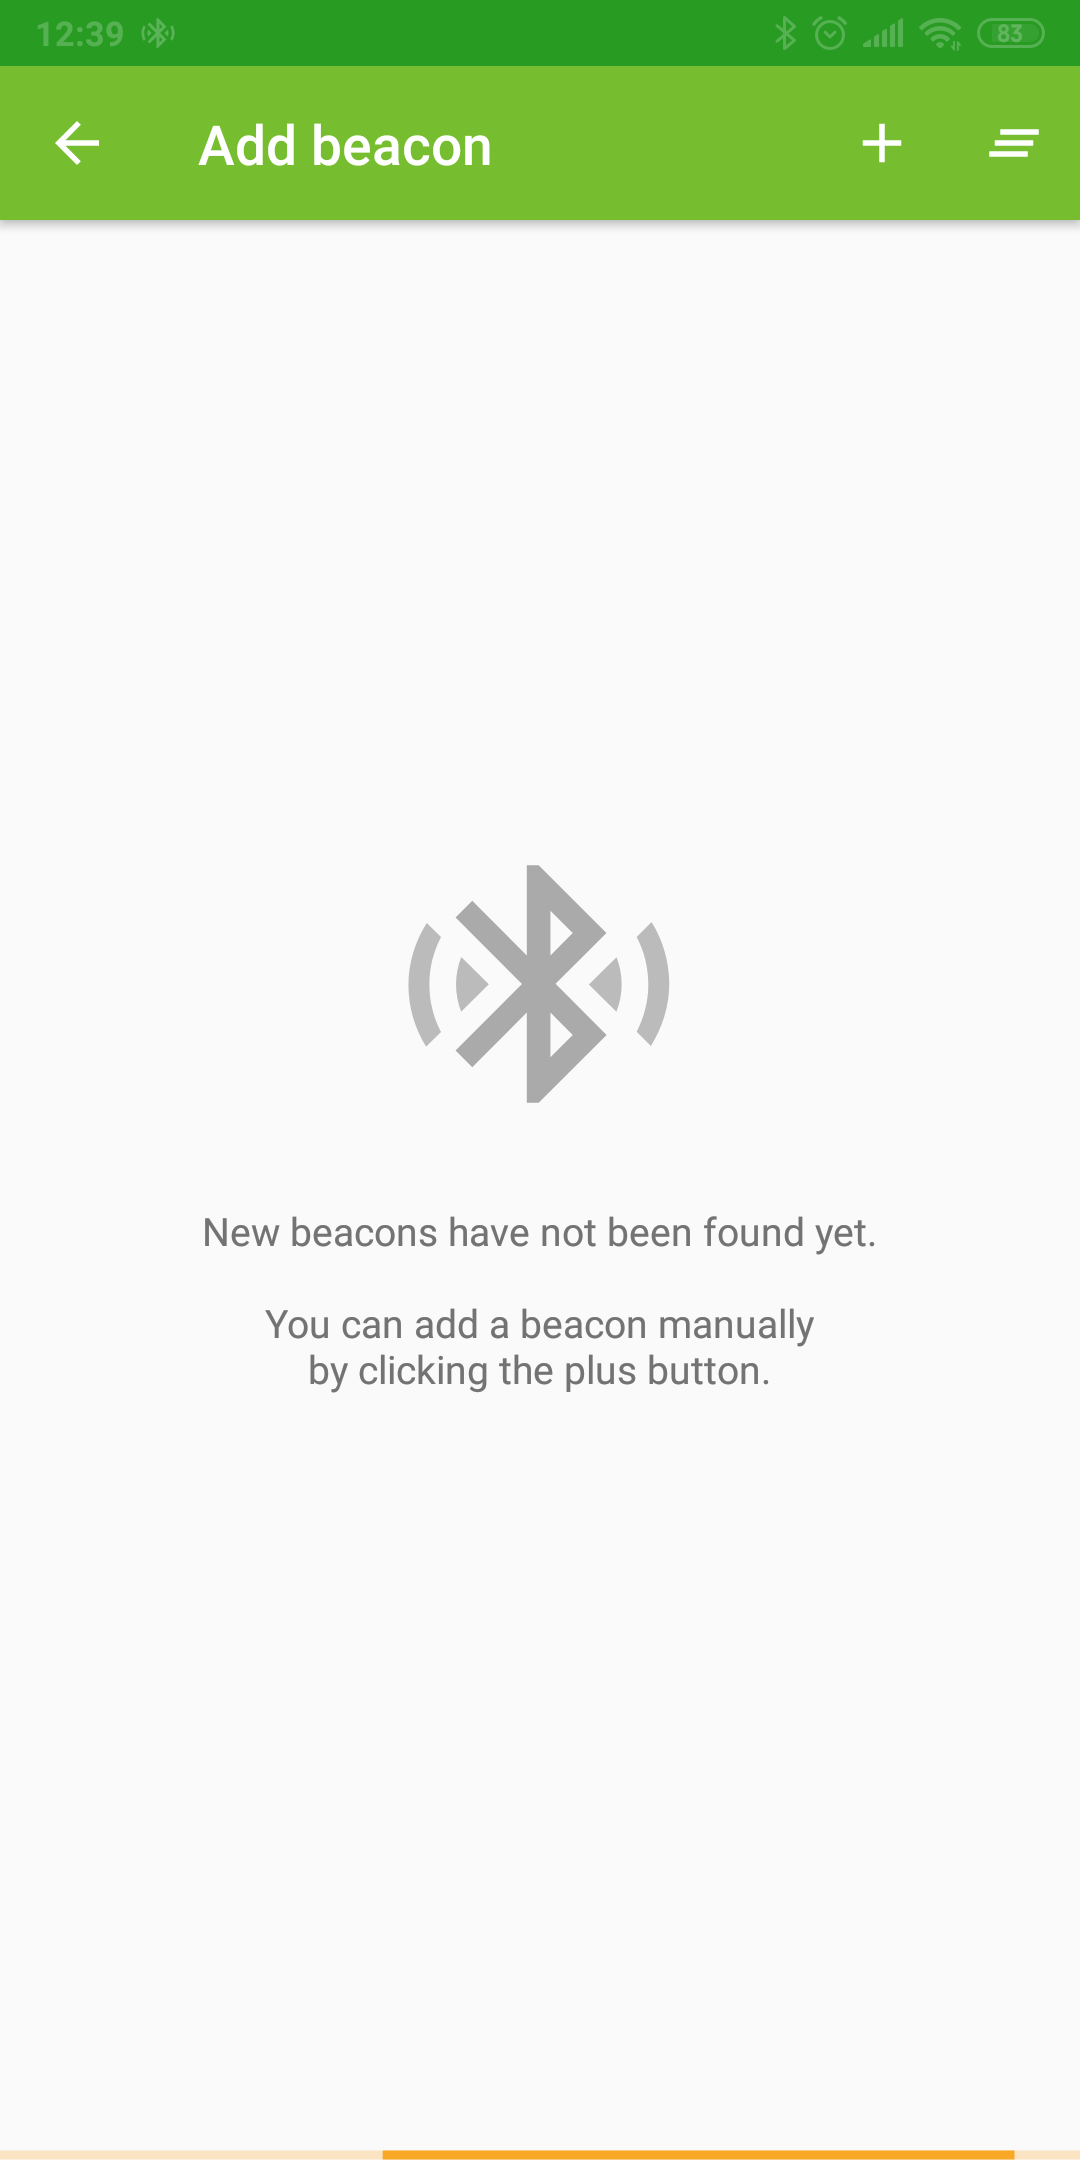 12:39
83
Add beacon
New beacons have not been found yet.
You can add a beacon manually
by clicking the plus button.